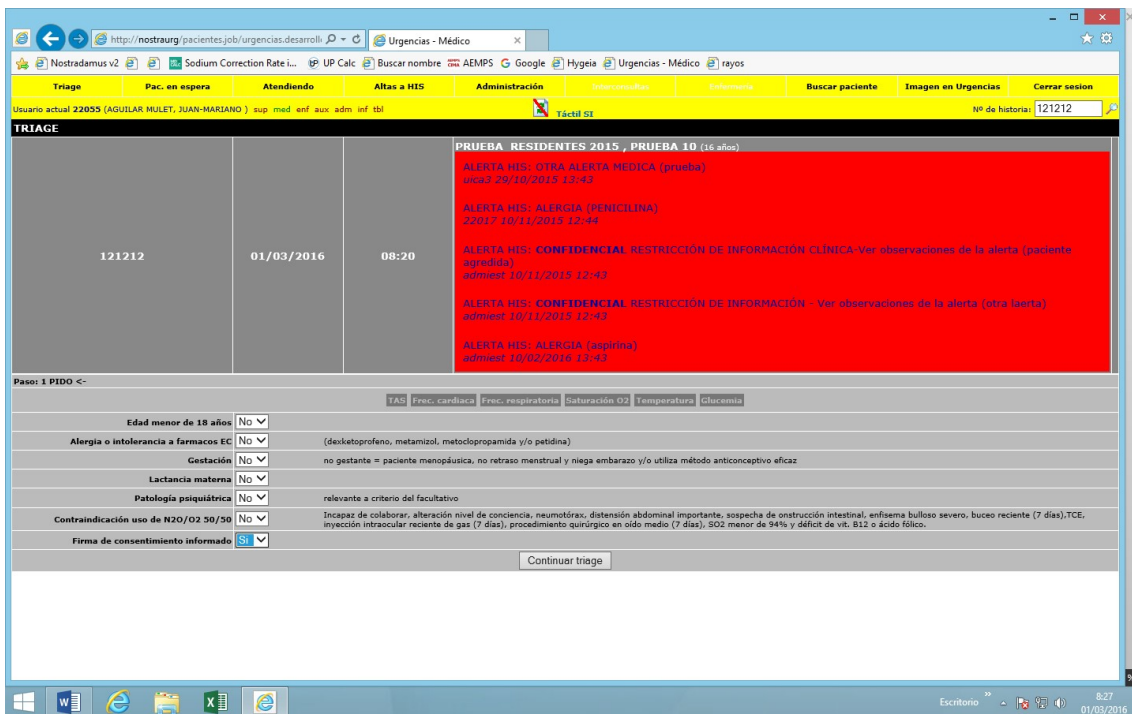 http://nostraurg/pacientes.job/urgencias.desarroll
Urgencias - Médico
Nostradamus v2
Sodium Correction Rate i...
UP Calc
Buscar nombre
AEMPS
Google
Hygeia
Urgencias - Médico
rayos
Triage Pac. en espera Atendiendo Altas a HIS Administración Interconsultas Enfermería Buscar paciente Imagen en Urgencias Cerrar sesion
Usuario actual 22055 (AGUILAR MULET, JUAN-MARIANO ) sup med enf aux adm inf tbl
Táctil SI
Nº de historia: 121212
TRIAGE
121212 01/03/2016 08:20
PRUEBA RESIDENTES 2015 , PRUEBA 10 (16 años)
ALERTA HIS: OTRA ALERTA MEDICA (prueba)
uica3 29/10/2015 13:43
ALERTA HIS: ALERGIA (PENICILINA)
22017 10/11/2015 12:44
ALERTA HIS: CONFIDENCIAL RESTRICCIÓN DE INFORMACIÓN CLÍNICA-Ver observaciones de la alerta (paciente
agredida)
admiest 10/11/2015 12:43
ALERTA HIS: CONFIDENCIAL RESTRICCIÓN DE INFORMACIÓN - Ver observaciones de la alerta (otra laerta)
admiest 10/11/2015 12:43
ALERTA HIS: ALERGIA (aspirina)
admiest 10/02/2016 13:43
Paso: 1 PIDO <-
TAS Frec. cardiaca Frec. respiratoria Saturación O2 Temperatura Glucemia
Edad menor de 18 años No
Alergia o intolerancia a farmacos EC No (dexketoprofeno, metamizol, metoclopropamida y/o petidina)
Gestación No no gestante = paciente menopáusica, no retraso menstrual y niega embarazo y/o utiliza método anticonceptivo eficaz
Lactancia materna No
Patología psiquiátrica No relevante a criterio del facultativo
Contraindicación uso de N2O/O2 50/50 No Incapaz de colaborar, alteración nivel de conciencia, neumotórax, distensión abdominal importante, sospecha de onstrucción intestinal, enfisema bulloso severo, buceo reciente (7 días),TCE,
inyección intraocular reciente de gas (7 días), procedimiento quirúrgico en oído medio (7 días), SO2 menor de 94% y déficit de vit. B12 o ácido fólico.
Firma de consentimiento informado Si
Continuar triage
Escritorio
8:27
01/03/2016